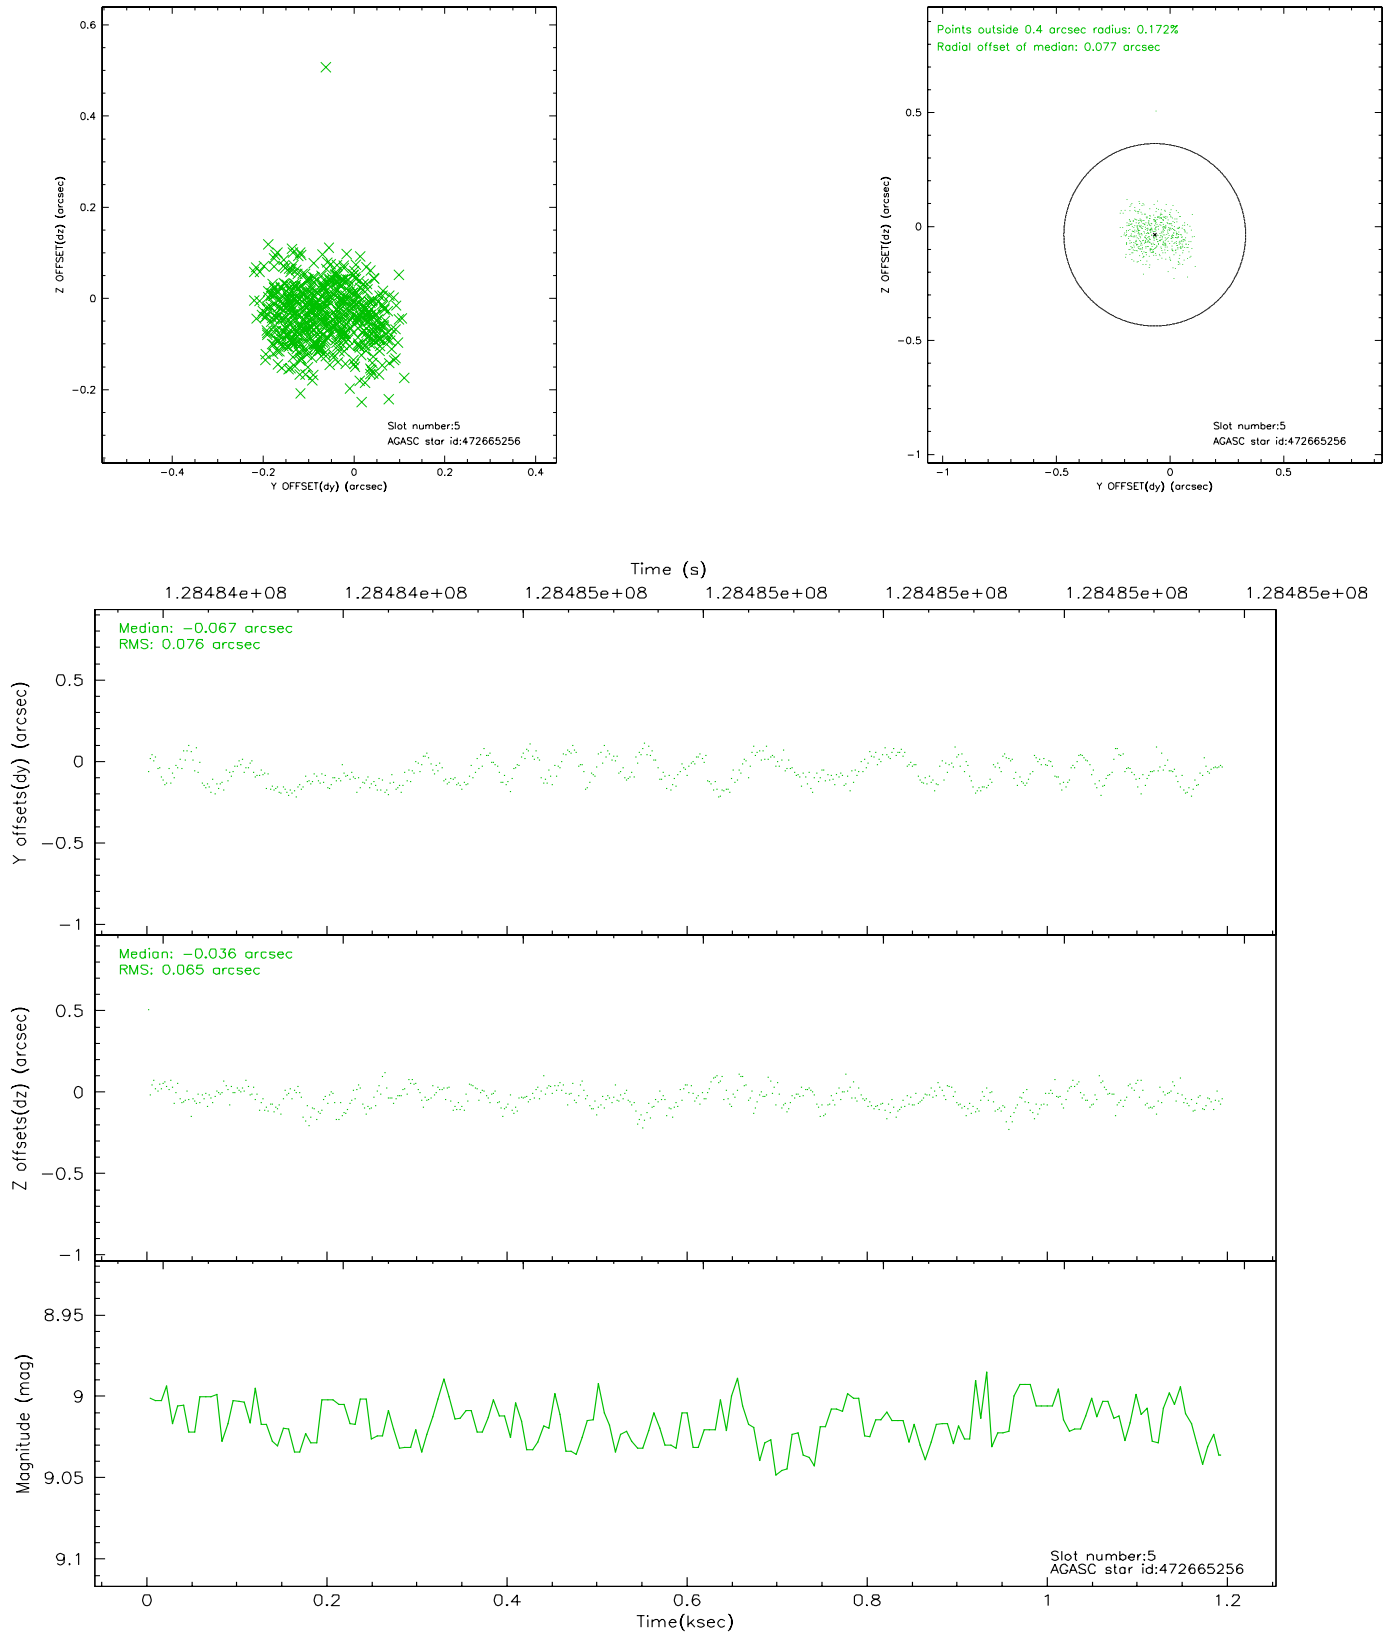 0.6
0.4
0.2
0
−0.2
−0.4
−0.2
0
0.2
0.4
Z OFFSET(dz) (arcsec)
Y OFFSET(dy) (arcsec)
Slot number:5
AGASC star id:472665256
Points outside 0.4 arcsec radius: 0.172%
Radial offset of median: 0.077 arcsec
0.5
0
−0.5
−1
−1
−0.5
0
0.5
Z OFFSET(dz) (arcsec)
Y OFFSET(dy) (arcsec)
Slot number:5
AGASC star id:472665256
Time (s)
1.28484e+08 1.28484e+08 1.28485e+08 1.28485e+08 1.28485e+08 1.28485e+08 1.28485e+08
Median: −0.067 arcsec
RMS: 0.076 arcsec
0.5
0
−0.5
−1
Y offsets(dy) (arcsec)
Median: −0.036 arcsec
RMS: 0.065 arcsec
0.5
0
−0.5
−1
Z offsets(dz) (arcsec)
8.95
9
9.05
9.1
Magnitude (mag)
Slot number:5
AGASC star id:472665256
0 0.2 0.4 0.6 0.8 1 1.2
Time(ksec)